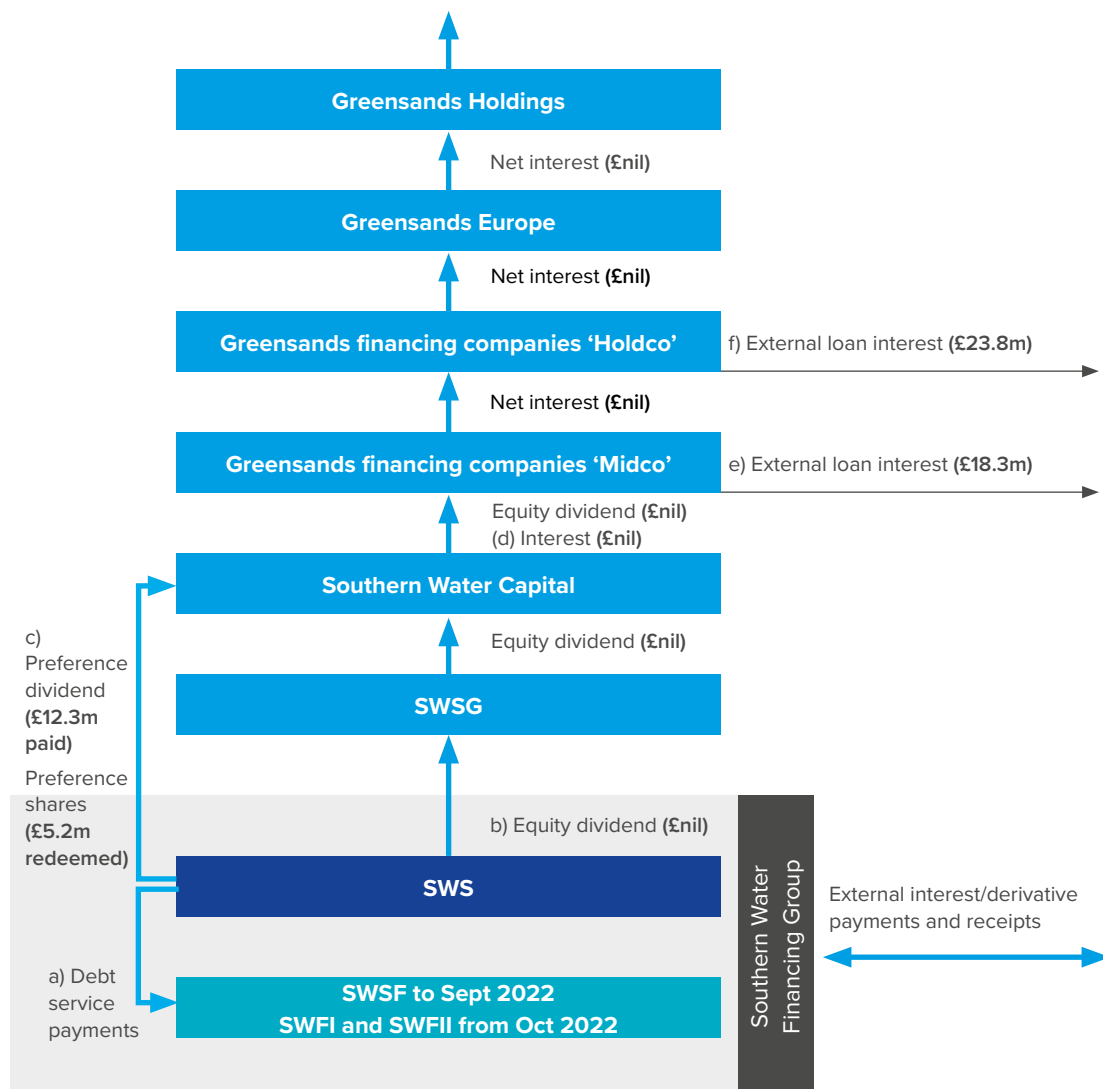 Greensands Holdings
Net interest (£nil)
Greensands Europe
Net interest (£nil)
Greensands financing companies ‘Holdco’
f) External loan interest (£23.8m)
Net interest (£nil)
Greensands financing companies ‘Midco’
e) External loan interest (£18.3m)
Equity dividend (£nil)
(d) Interest (£nil)
Southern Water Capital
Equity dividend (£nil)
c)
Preference
dividend
(£12.3m
paid)
Preference
shares
(£5.2m
redeemed)
SWSG
b) Equity dividend (£nil)
SWS
a) Debt
service
payments
SWSF to Sept 2022
SWFI and SWFII from Oct 2022
Southern Water
Financing Group
External interest/derivative
payments and receipts